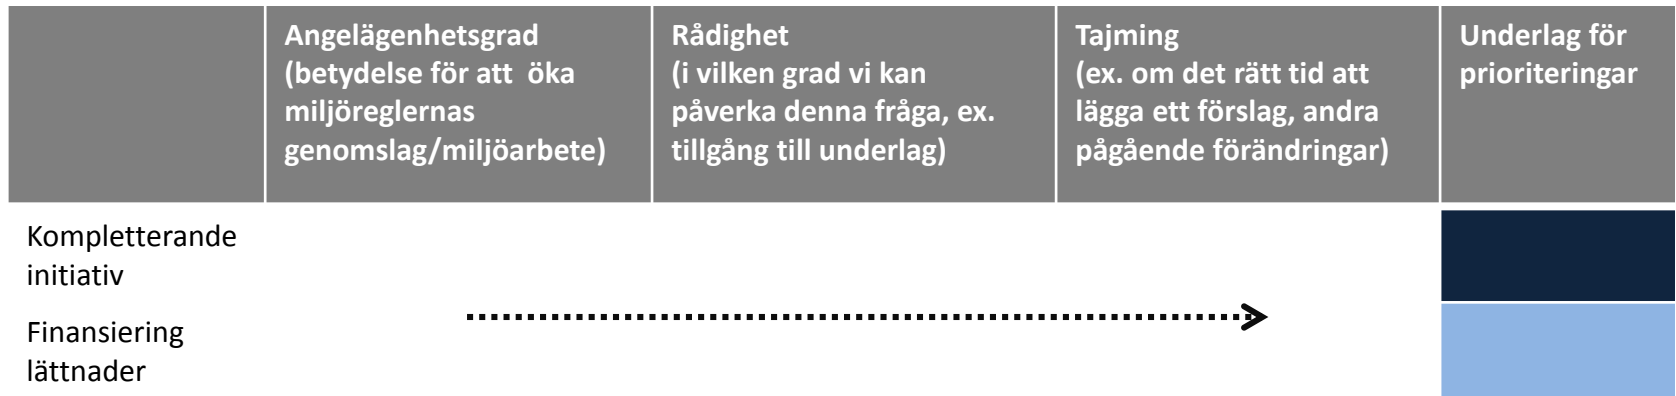 Angelägenhetsgrad
(betydelse för att  öka
miljöreglernas
genomslag/miljöarbete)
Rådighet
(i vilken grad vi kan
påverka denna fråga, ex.
tillgång till underlag)
Tajming
(ex. om det rätt tid att
lägga ett förslag, andra
pågående förändringar)
Underlag för
prioriteringar
Kompletterande
initiativ
Finansiering
lättnader